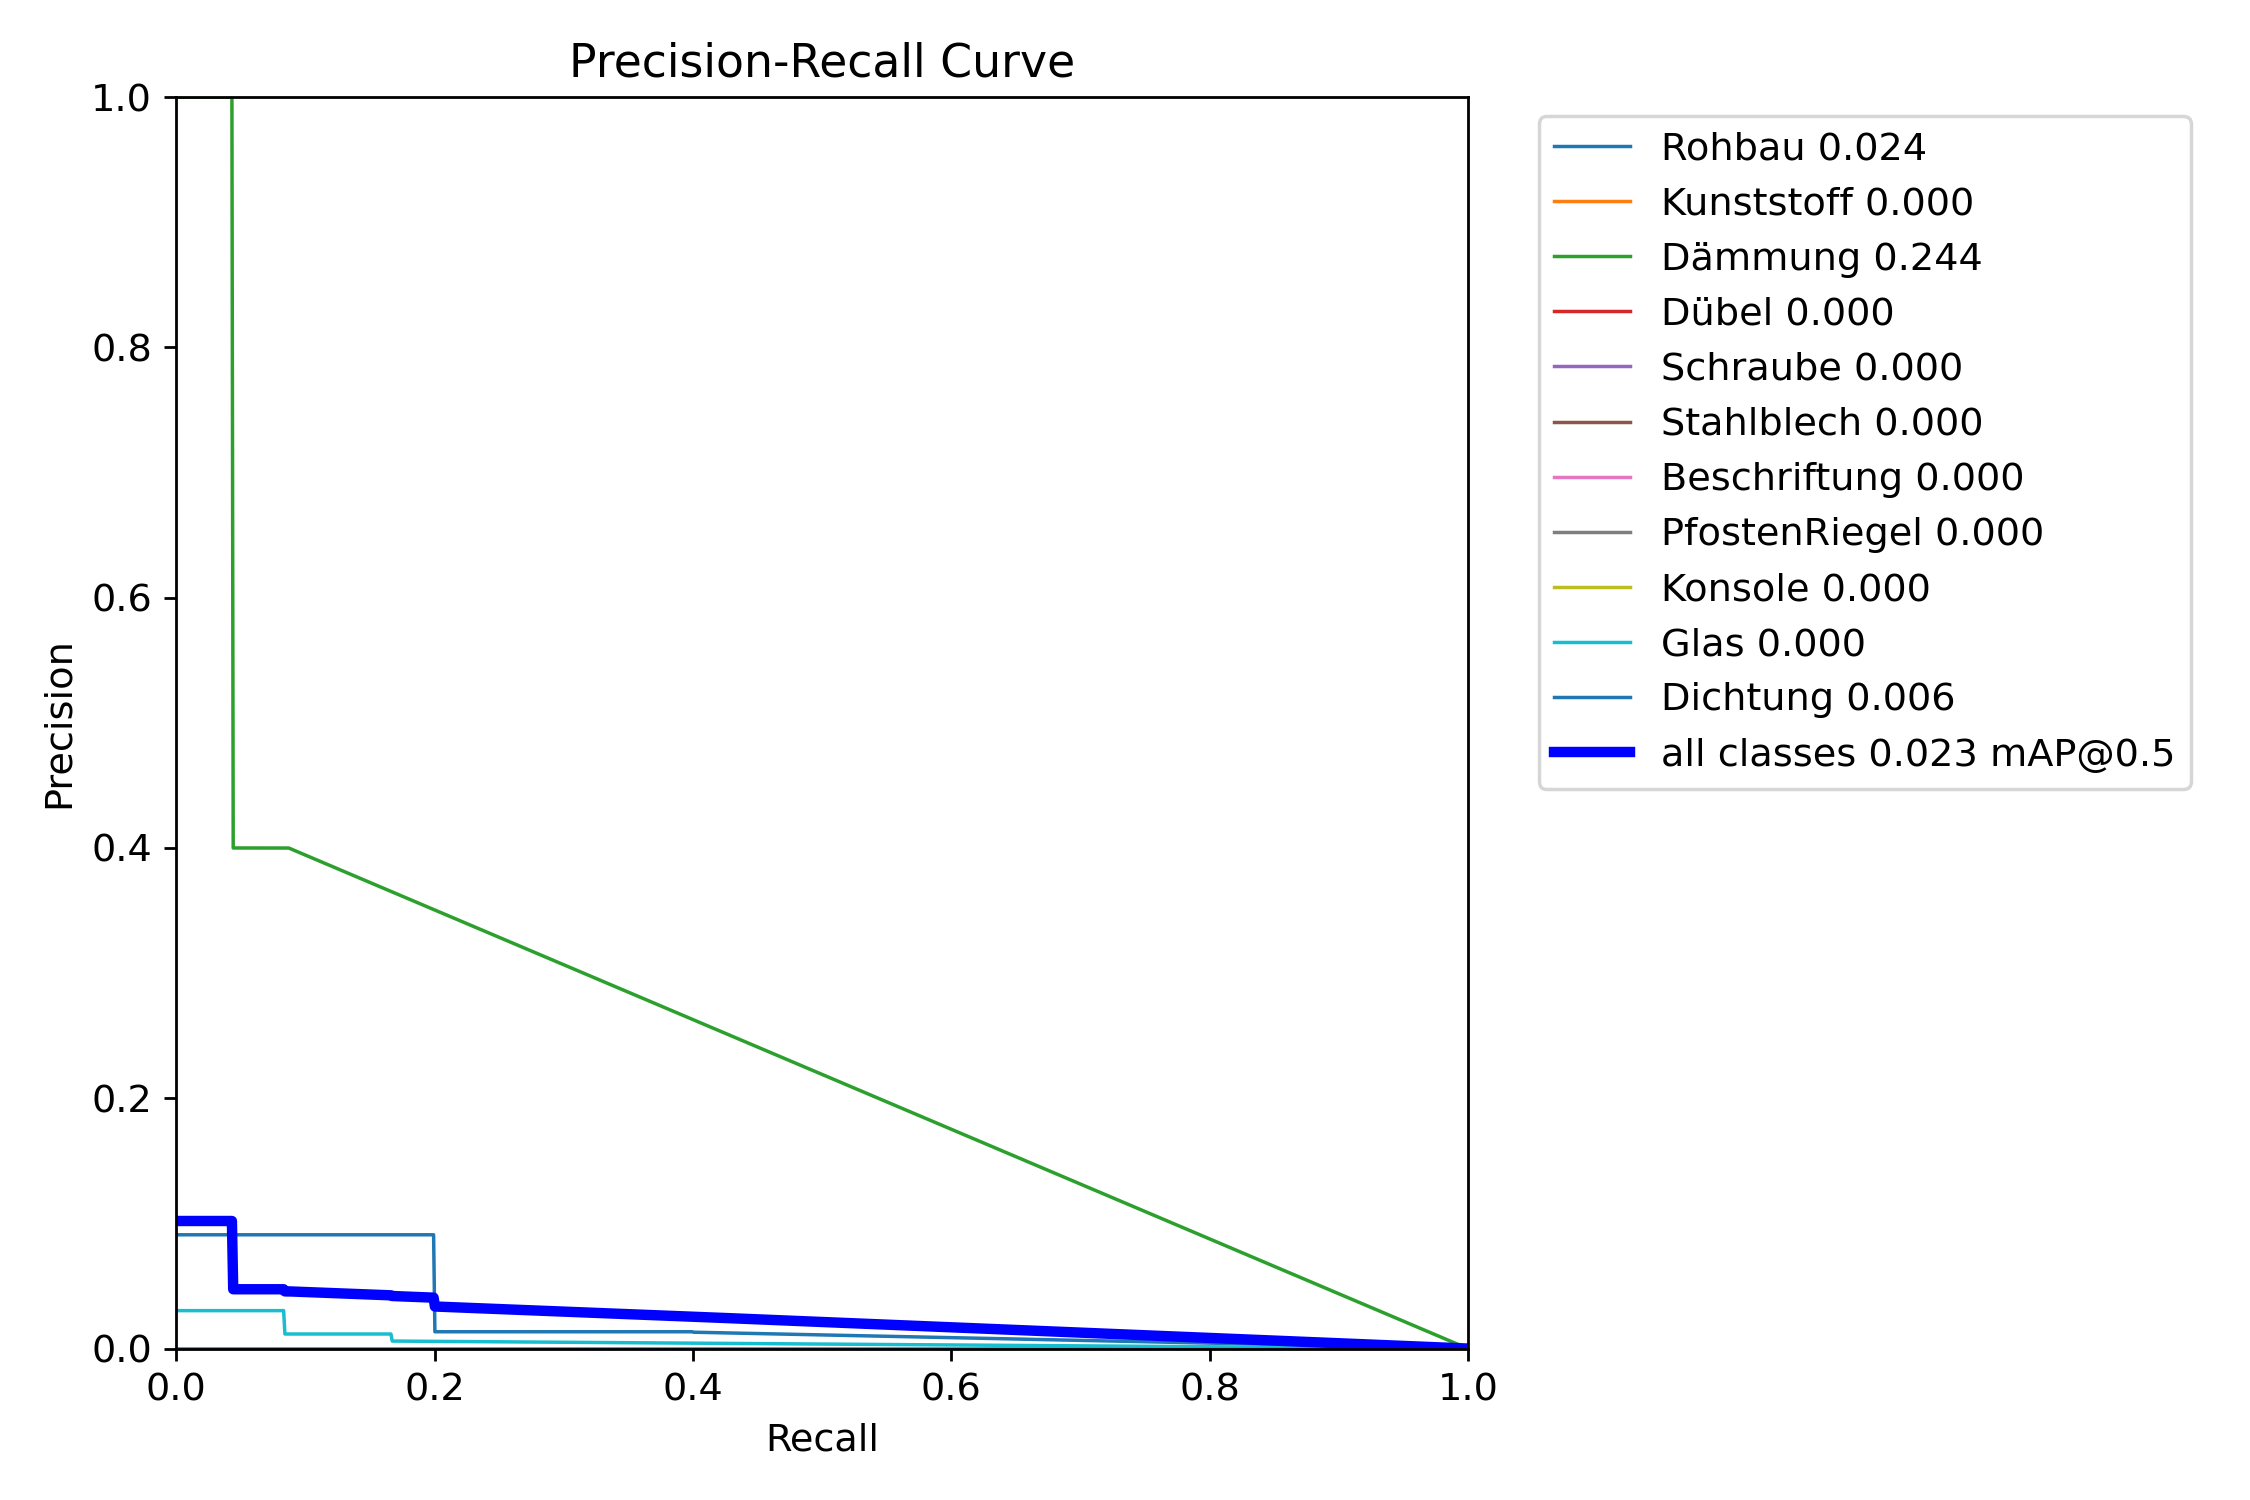 Precision-Recall Curve
1.0
0.8
0.6
0.4
0.2
0.0
Precision
0.0 0.2 0.4 0.6 0.8 1.0
Recall
Rohbau 0.024
Kunststoff 0.000
Dämmung 0.244
Dübel 0.000
Schraube 0.000
Stahlblech 0.000
Beschriftung 0.000
PfostenRiegel 0.000
Konsole 0.000
Glas 0.000
Dichtung 0.006
all classes 0.023 mAP@0.5